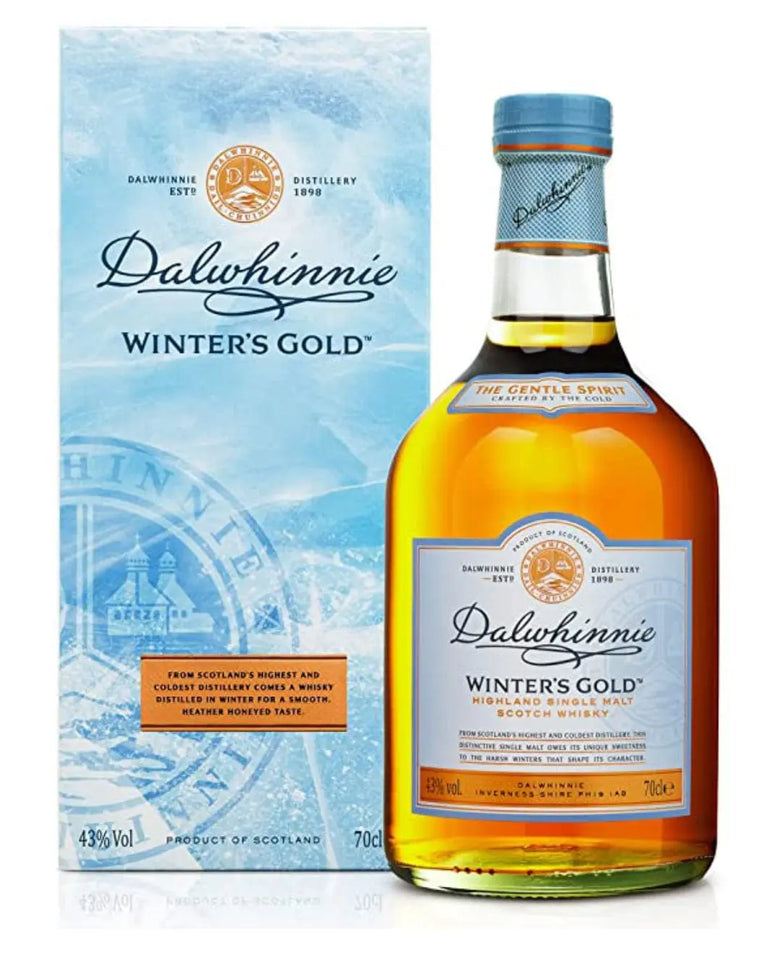 DALWHINNIE DISTILLERY
ESTD 1898
DALWHINNIE
D
Dalwhinnie
WINTER'S GOLD™
HINNIE
FROM SCOTLAND'S HIGHEST AND
COLDEST DISTILLERY COMES A WHISKY
DISTILLED IN WINTER FOR A SMOOTH,
HEATHER HONEYED TASTE.
43%Vol PRODUCT OF SCOTLAND 70cl
Dalwhinnie
THE GENTLE SPIRIT
CRAFTED BY THE COLD
PRODUCT OF SCOTLAND
DALWHINNIE DISTILLERY
ESTD 1898
DALWHINNIE
Dalwhinnie
WINTER'S GOLD™
HIGHLAND SINGLE MALT
SCOTCH WHISKY
FROM SCOTLAND'S HIGHEST AND COLDEST DISTILLERY, THIS
DISTINCTIVE SINGLE MALT OWES ITS UNIQUE SWEETNESS
TO THE HARSH WINTERS THAT SHAPE ITS CHARACTER.
43% vol. DALWHINNIE 70cl e
INVERNESS-SHIRE PH19 1AB